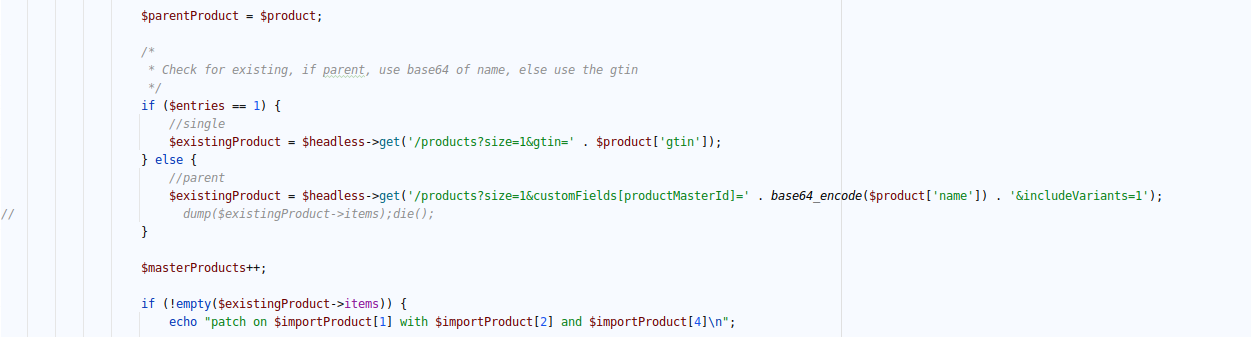 $parentProduct = $product;
/*
* Check for existing, if parent, use base64 of name, else use the gtin
*/
if ($entries == 1) {
//single
$existingProduct = $headless->get('/products?size=1&gtin=' . $product['gtin']);
} else {
//parent
$existingProduct = $headless->get('/products?size=1&customFields[productMasterId]=' . base64_encode($product['name']) . '&includeVariants=1');
// dump($existingProduct->items);die();
}
$masterProducts++;
if (!empty($existingProduct->items)) {
echo "patch on $importProduct[1] with $importProduct[2] and $importProduct[4]\n";